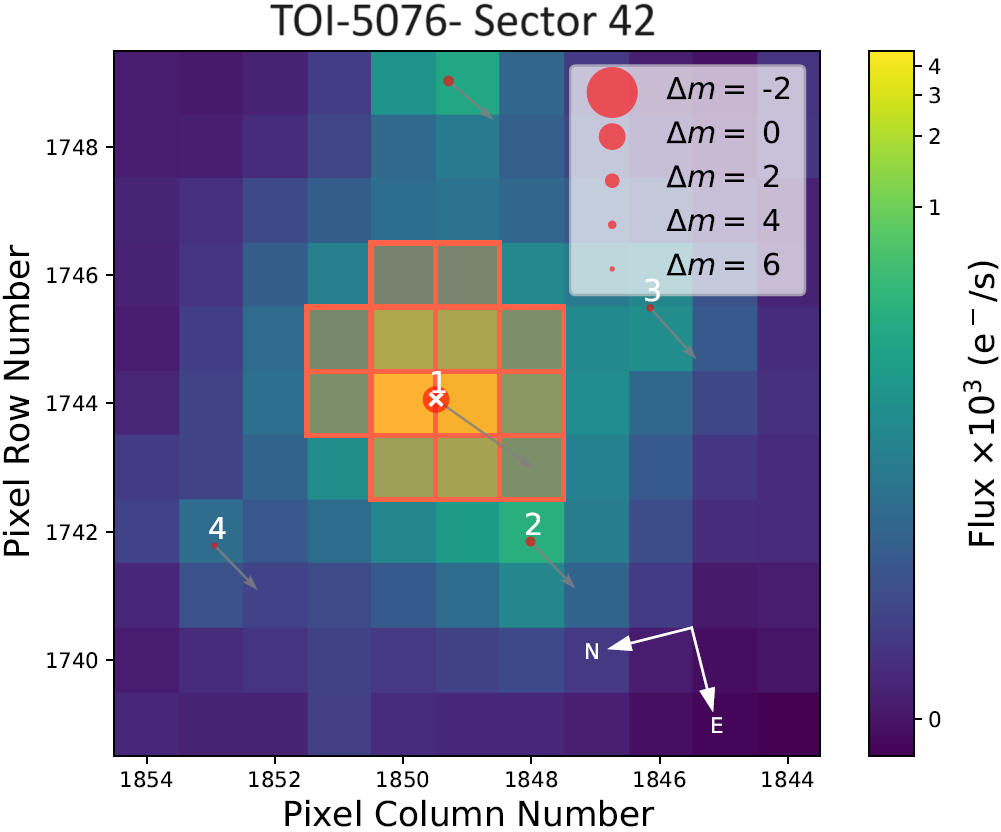 TOI-5076- Sector 42
Δm = -2
Δm = 0
Δm = 2
Δm = 4
Δm = 6
1748
1746
1744
1742
1740
Pixel Row Number
1
2
3
4
N
E
1854
1852
1850
1848
1846
1844
Pixel Column Number
4
3
2
1
0
Flux ×10³ (e⁻/s)